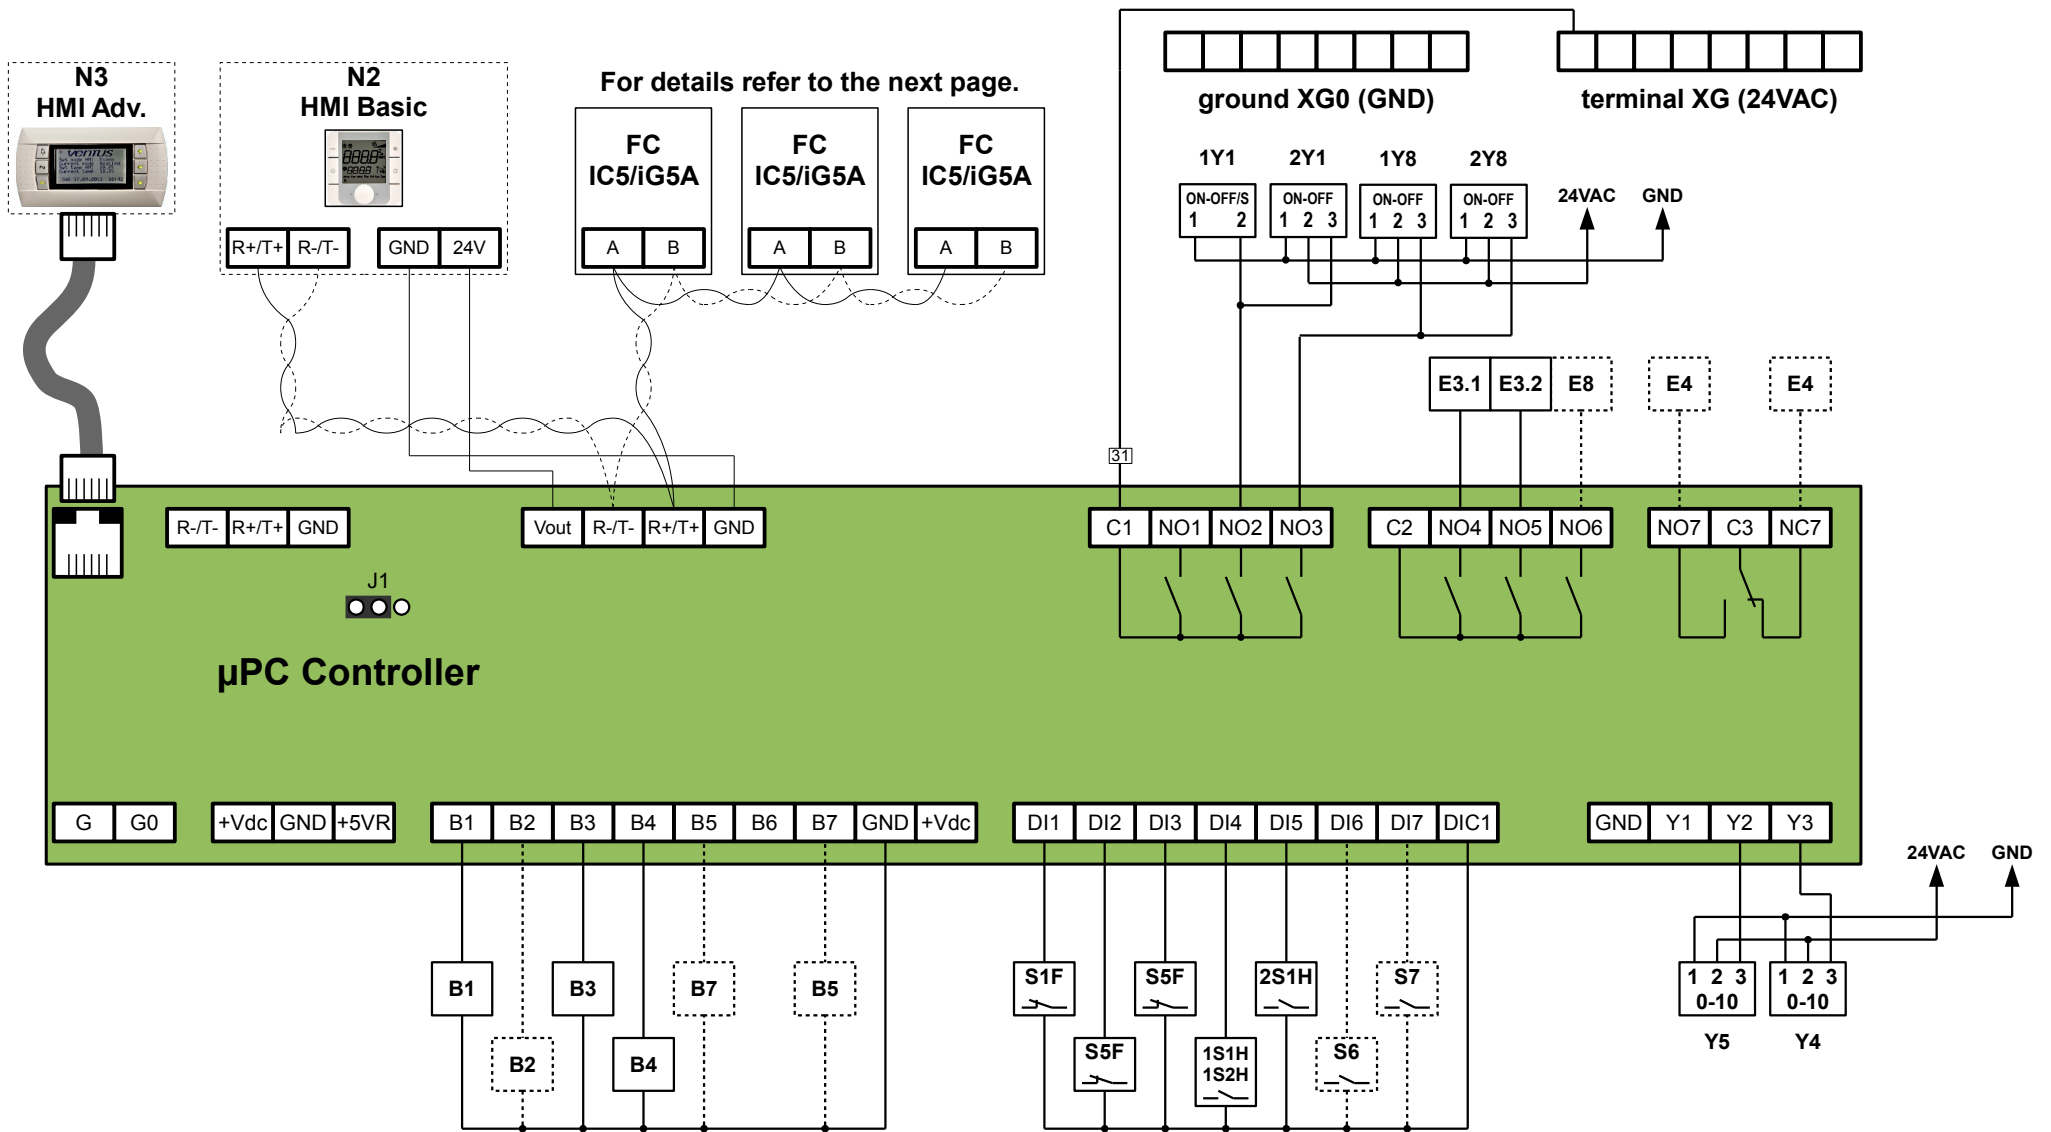 N3
HMI Adv.
ventus
N2
HMI Basic
R+/T+ R-/T- GND 24V
For details refer to the next page.
FC
IC5/iG5A
A B
FC
IC5/iG5A
A B
FC
IC5/iG5A
A B
ground XG0 (GND)
terminal XG (24VAC)
1Y1 2Y1 1Y8 2Y8
ON-OFF/S
1 2
ON-OFF
1 2 3
ON-OFF
1 2 3
ON-OFF
1 2 3
24VAC GND
E3.1 E3.2 E8 E4 E4
31
R-/T- R+/T+ GND
Vout R-/T- R+/T+ GND
C1 NO1 NO2 NO3
C2 NO4 NO5 NO6
NO7 C3 NC7
J1
µPC Controller
G G0
+Vdc GND +5VR
B1 B2 B3 B4 B5 B6 B7 GND +Vdc
DI1 DI2 DI3 DI4 DI5 DI6 DI7 DIC1
GND Y1 Y2 Y3
24VAC GND
B1 B3 B7 B5
B2 B4
S1F S5F 2S1H S7
S5F
1S1H
1S2H
S6
1 2 3
0-10
1 2 3
0-10
Y5 Y4